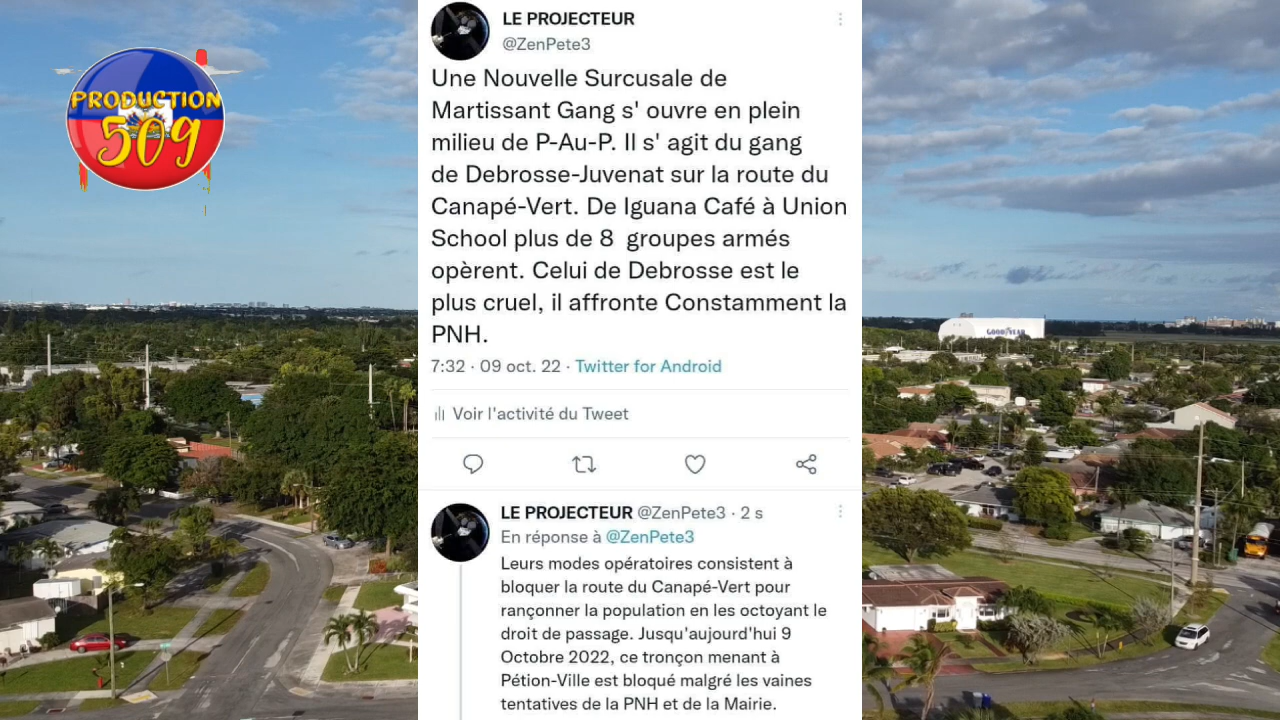 PRODUCTION
509
LE PROJECTEUR
@ZenPete3
Une Nouvelle Surcusale de
Martissant Gang s' ouvre en plein
milieu de P-Au-P. Il s' agit du gang
de Debrosse-Juvenat sur la route du
Canapé-Vert. De Iguana Café à Union
School plus de 8  groupes armés
opèrent. Celui de Debrosse est le
plus cruel, il affronte Constamment la
PNH.
7:32 · 09 oct. 22 · Twitter for Android
Voir l'activité du Tweet
LE PROJECTEUR @ZenPete3 · 2 s
En réponse à @ZenPete3
Leurs modes opératoires consistent à
bloquer la route du Canapé-Vert pour
rançonner la population en les octoyant le
droit de passage. Jusqu'aujourd'hui 9
Octobre 2022, ce tronçon menant à
Pétion-Ville est bloqué malgré les vaines
tentatives de la PNH et de la Mairie.
GOODYEAR